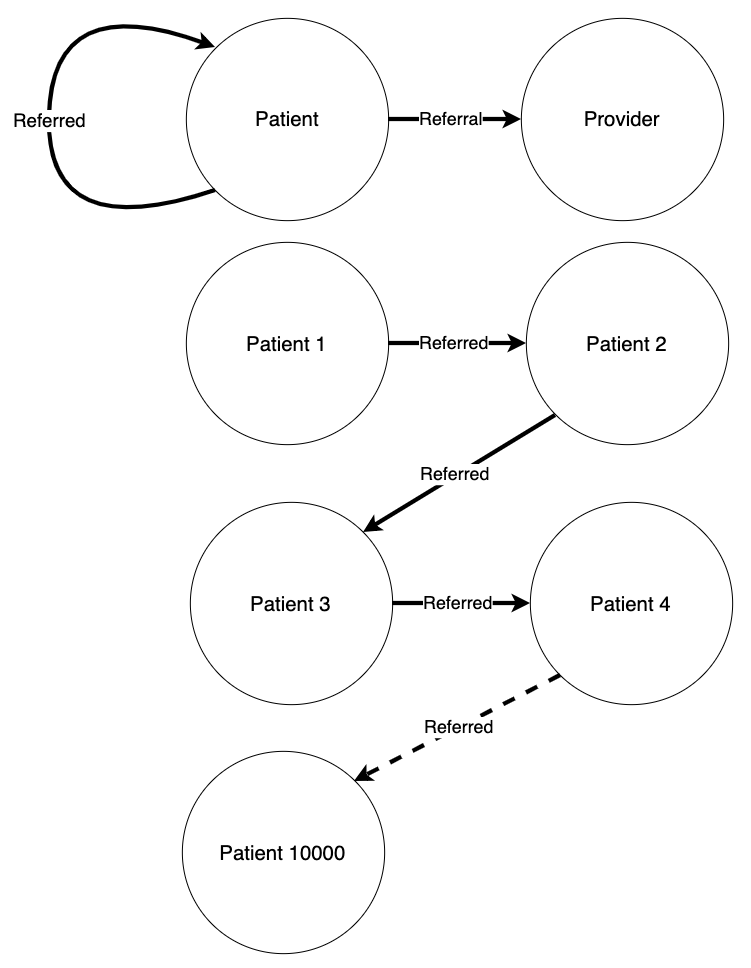 Referred
Patient
Referral
Provider
Patient 1
Referred
Patient 2
Referred
Patient 3
Referred
Patient 4
Referred
Patient 10000